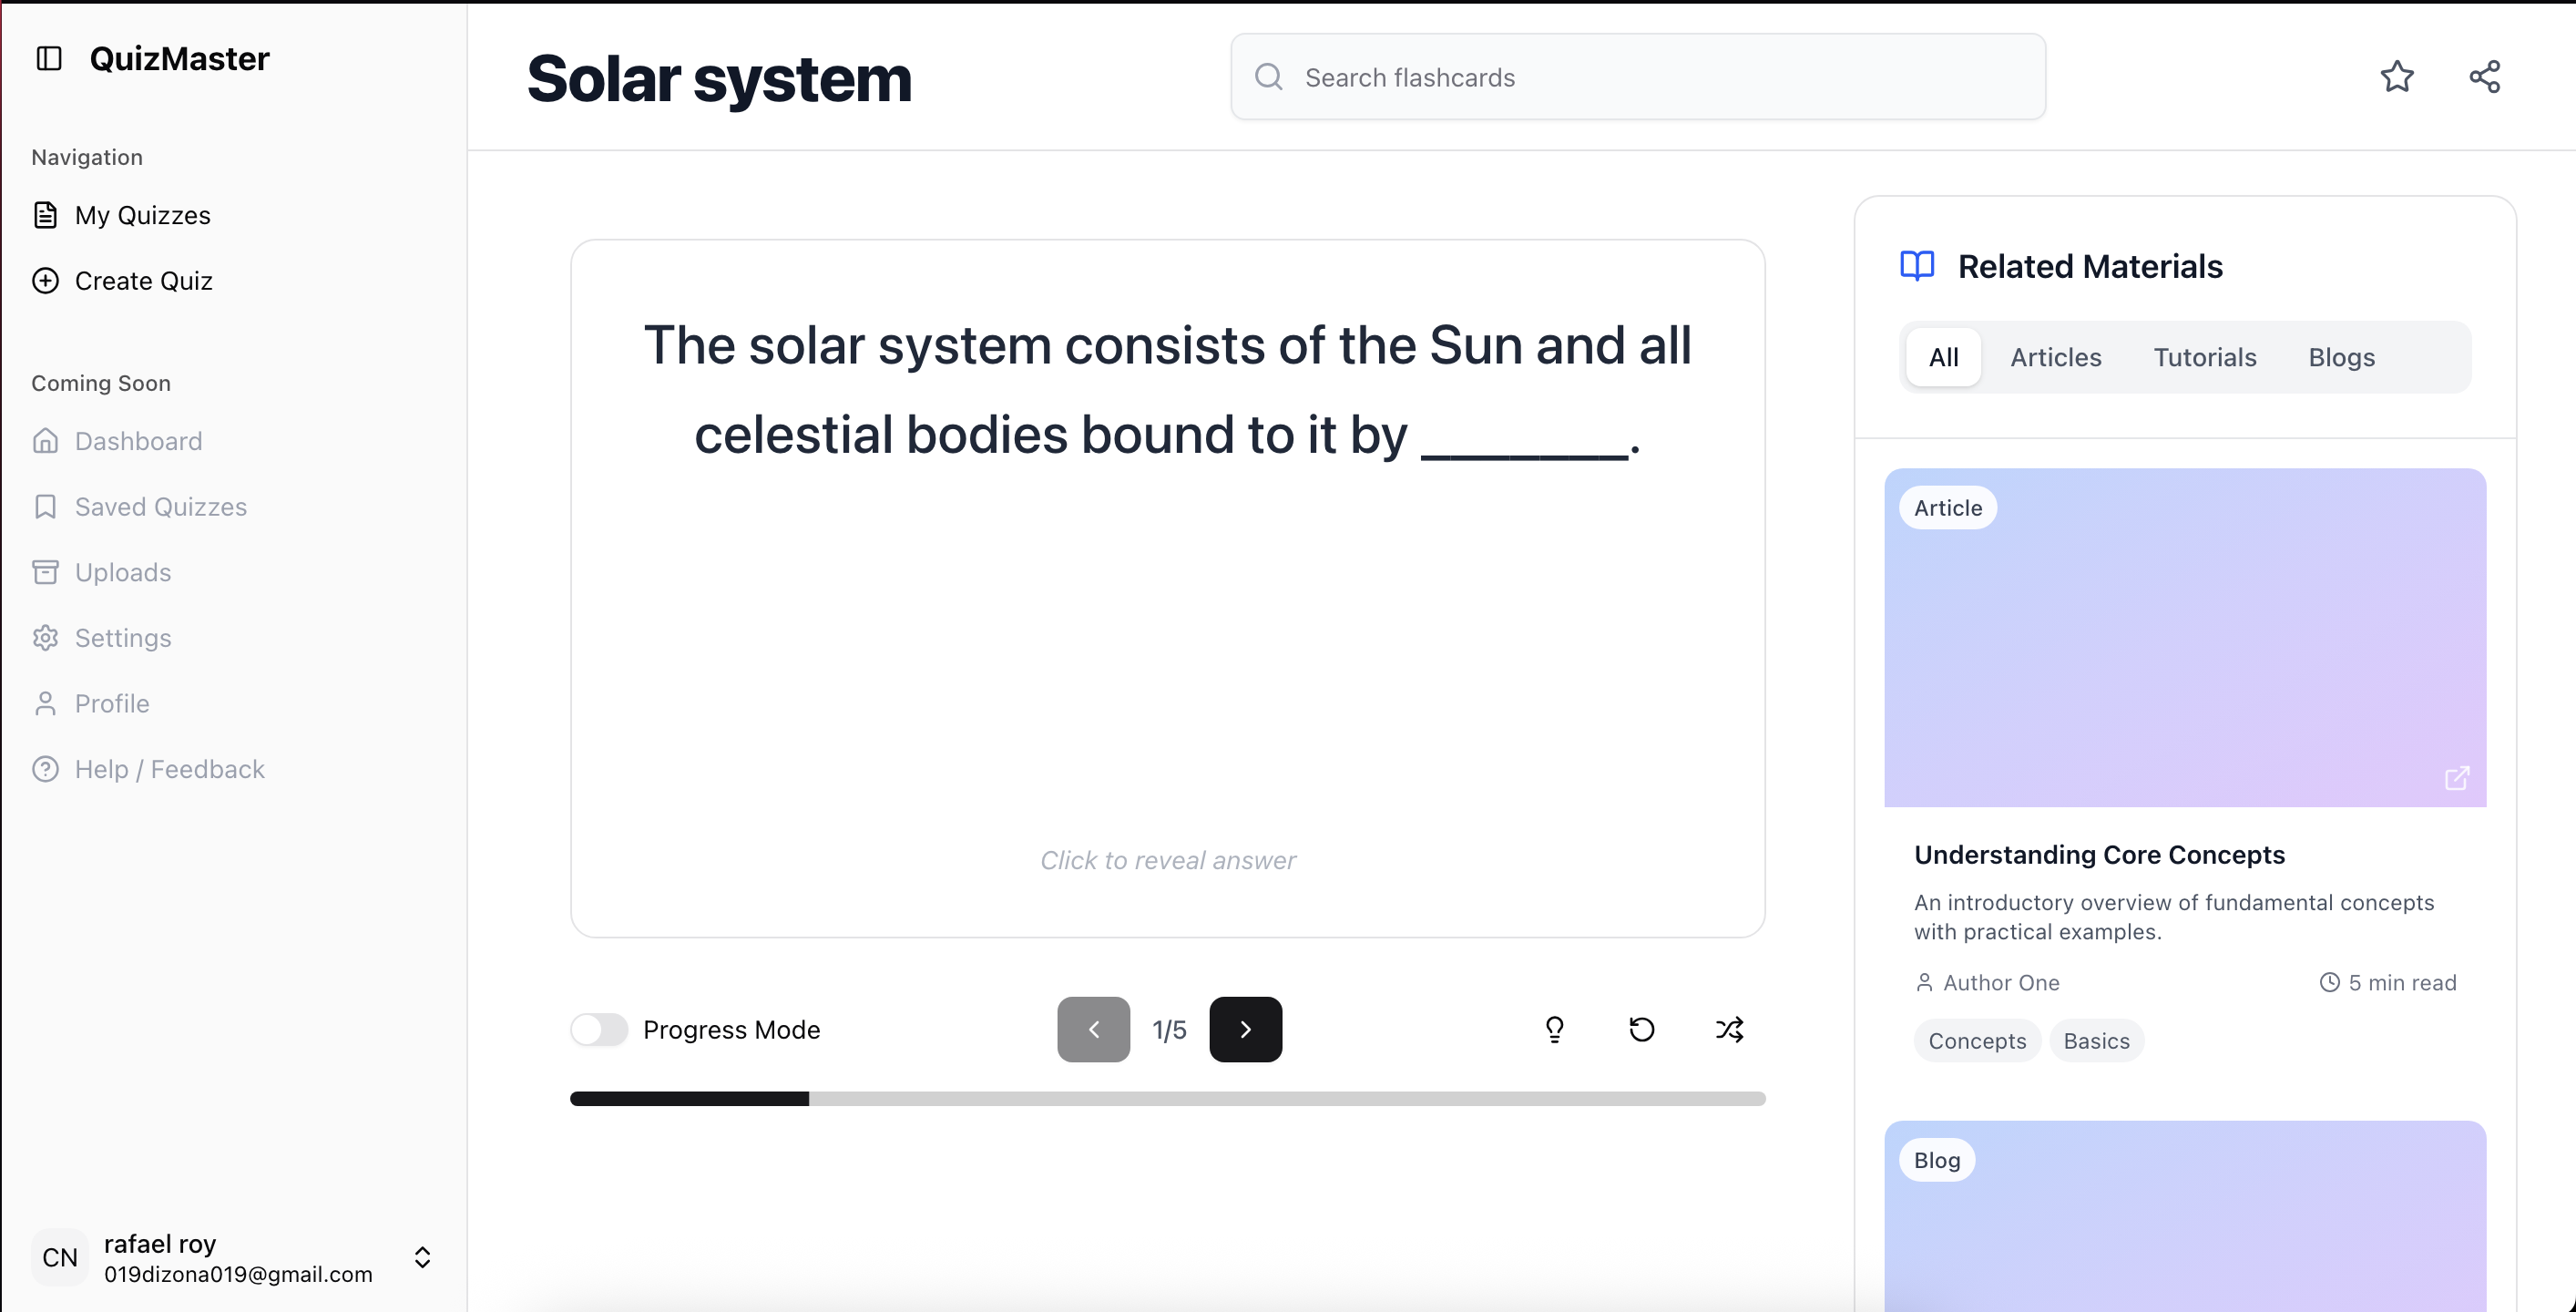 QuizMaster
Navigation
My Quizzes
Create Quiz
Coming Soon
Dashboard
Saved Quizzes
Uploads
Settings
Profile
Help / Feedback
CN
rafael roy
019dizona019@gmail.com
Solar system
Search flashcards
The solar system consists of the Sun and all
celestial bodies bound to it by _______.
Click to reveal answer
Progress Mode
1/5
Related Materials
All
Articles
Tutorials
Blogs
Article
Understanding Core Concepts
An introductory overview of fundamental concepts
with practical examples.
Author One
5 min read
Concepts
Basics
Blog